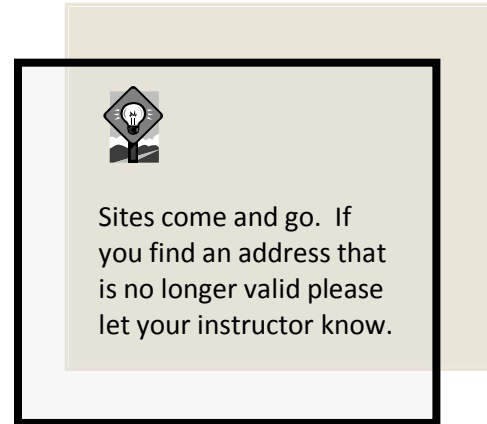 Sites come and go.  If
you find an address that
is no longer valid please
let your instructor know.